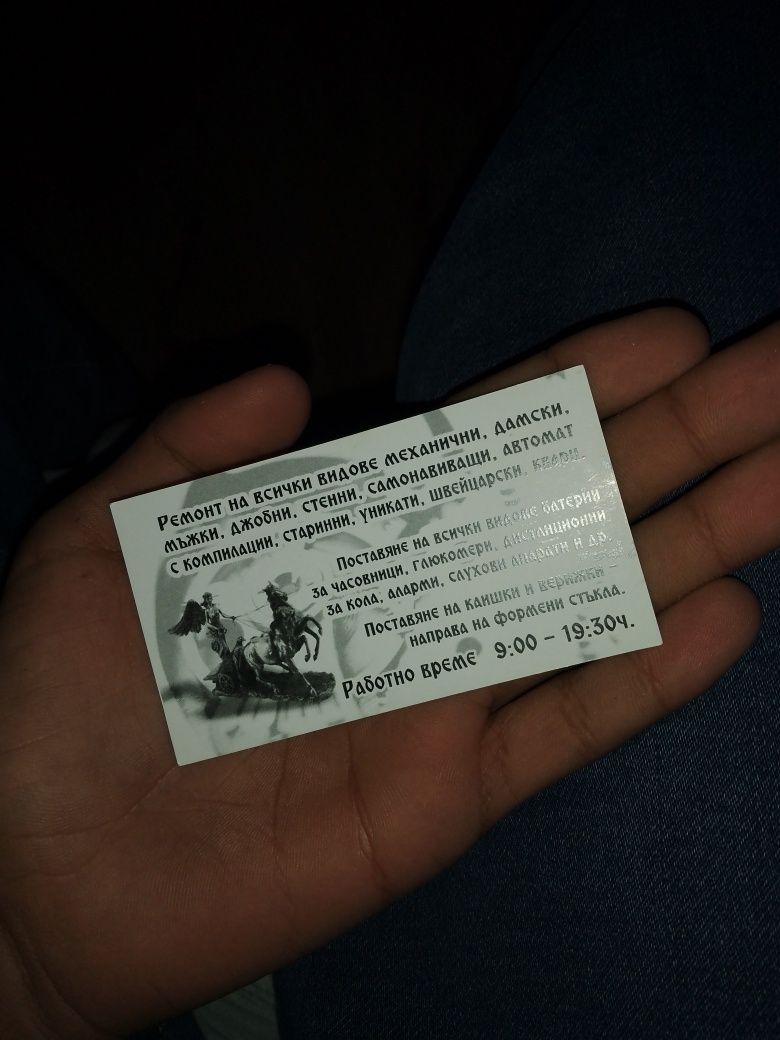 Ремонт на всички видове механични, дамски,
мъжки, джобни, стенни, самонавиващи, автомат
с компилации, старинни, уникати, швейцарски, кварц.
Поставяне на всички видове батерии
за часовници, глюкомери, дистанционни
за кола, аларми, слухови апарати и др.
Поставяне на каишки и верижки –
направа на формени стъкла.
Работно време 9:00 – 19:30ч.